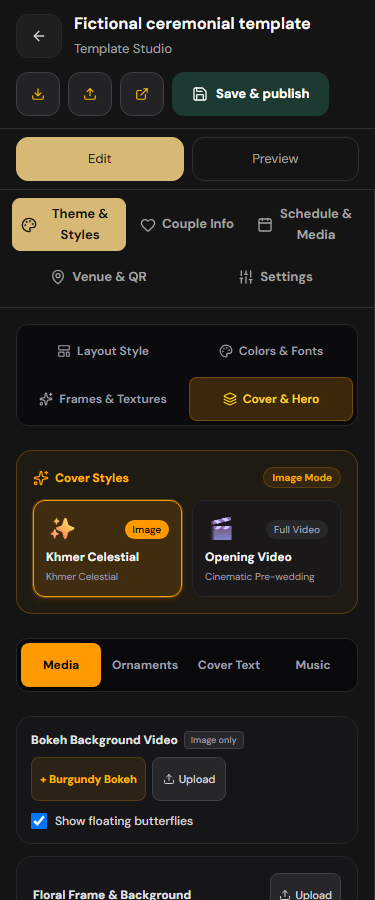 Fictional ceremonial template
Template Studio
Save & publish
Edit
Preview
Theme &
Styles
Couple Info
Schedule &
Media
Venue & QR
Settings
Layout Style
Colors & Fonts
Frames & Textures
Cover & Hero
Cover Styles
Image Mode
Image
Khmer Celestial
Khmer Celestial
Full Video
Opening Video
Cinematic Pre-wedding
Media
Ornaments
Cover Text
Music
Bokeh Background Video
Image only
+ Burgundy Bokeh
Upload
Show floating butterflies
Floral Frame & Background
Upload